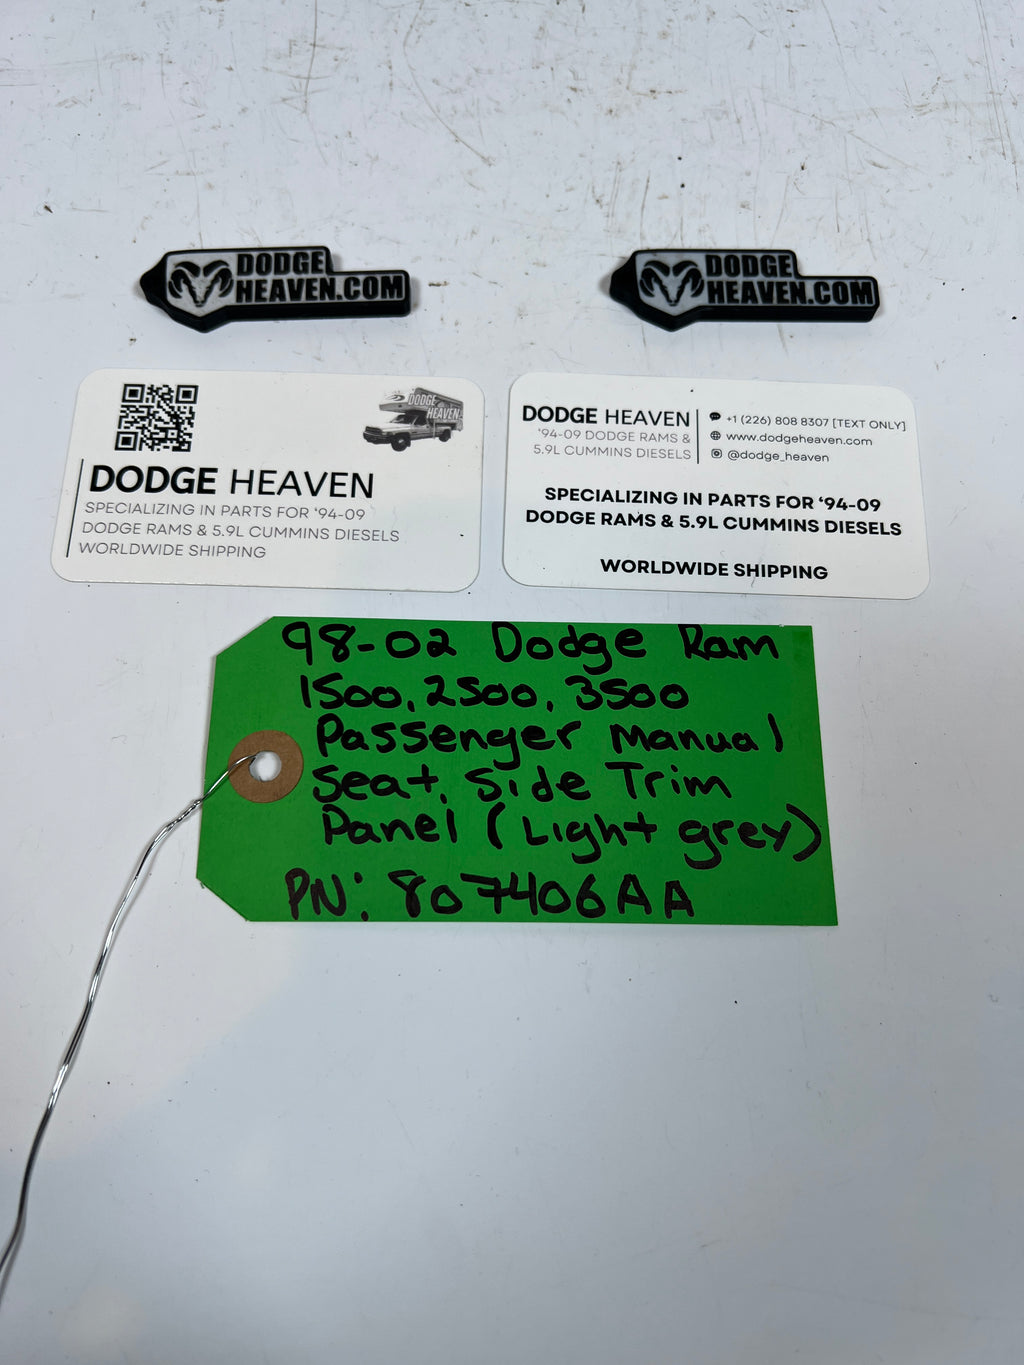 DODGE
HEAVEN.COM
DODGE
HEAVEN.COM
DODGE
HEAVEN
DODGE HEAVEN
SPECIALIZING IN PARTS FOR ‘94-09
DODGE RAMS & 5.9L CUMMINS DIESELS
WORLDWIDE SHIPPING
DODGE HEAVEN
‘94-09 DODGE RAMS &
5.9L CUMMINS DIESELS
+1 (226) 808 8307 [TEXT ONLY]
www.dodgeheaven.com
@dodge_heaven
SPECIALIZING IN PARTS FOR ‘94-09
DODGE RAMS & 5.9L CUMMINS DIESELS
WORLDWIDE SHIPPING
98-02 Dodge Ram
1500, 2500, 3500
Passenger Manual
Seat, Side Trim
Panel (Light grey)
PN: 807406AA